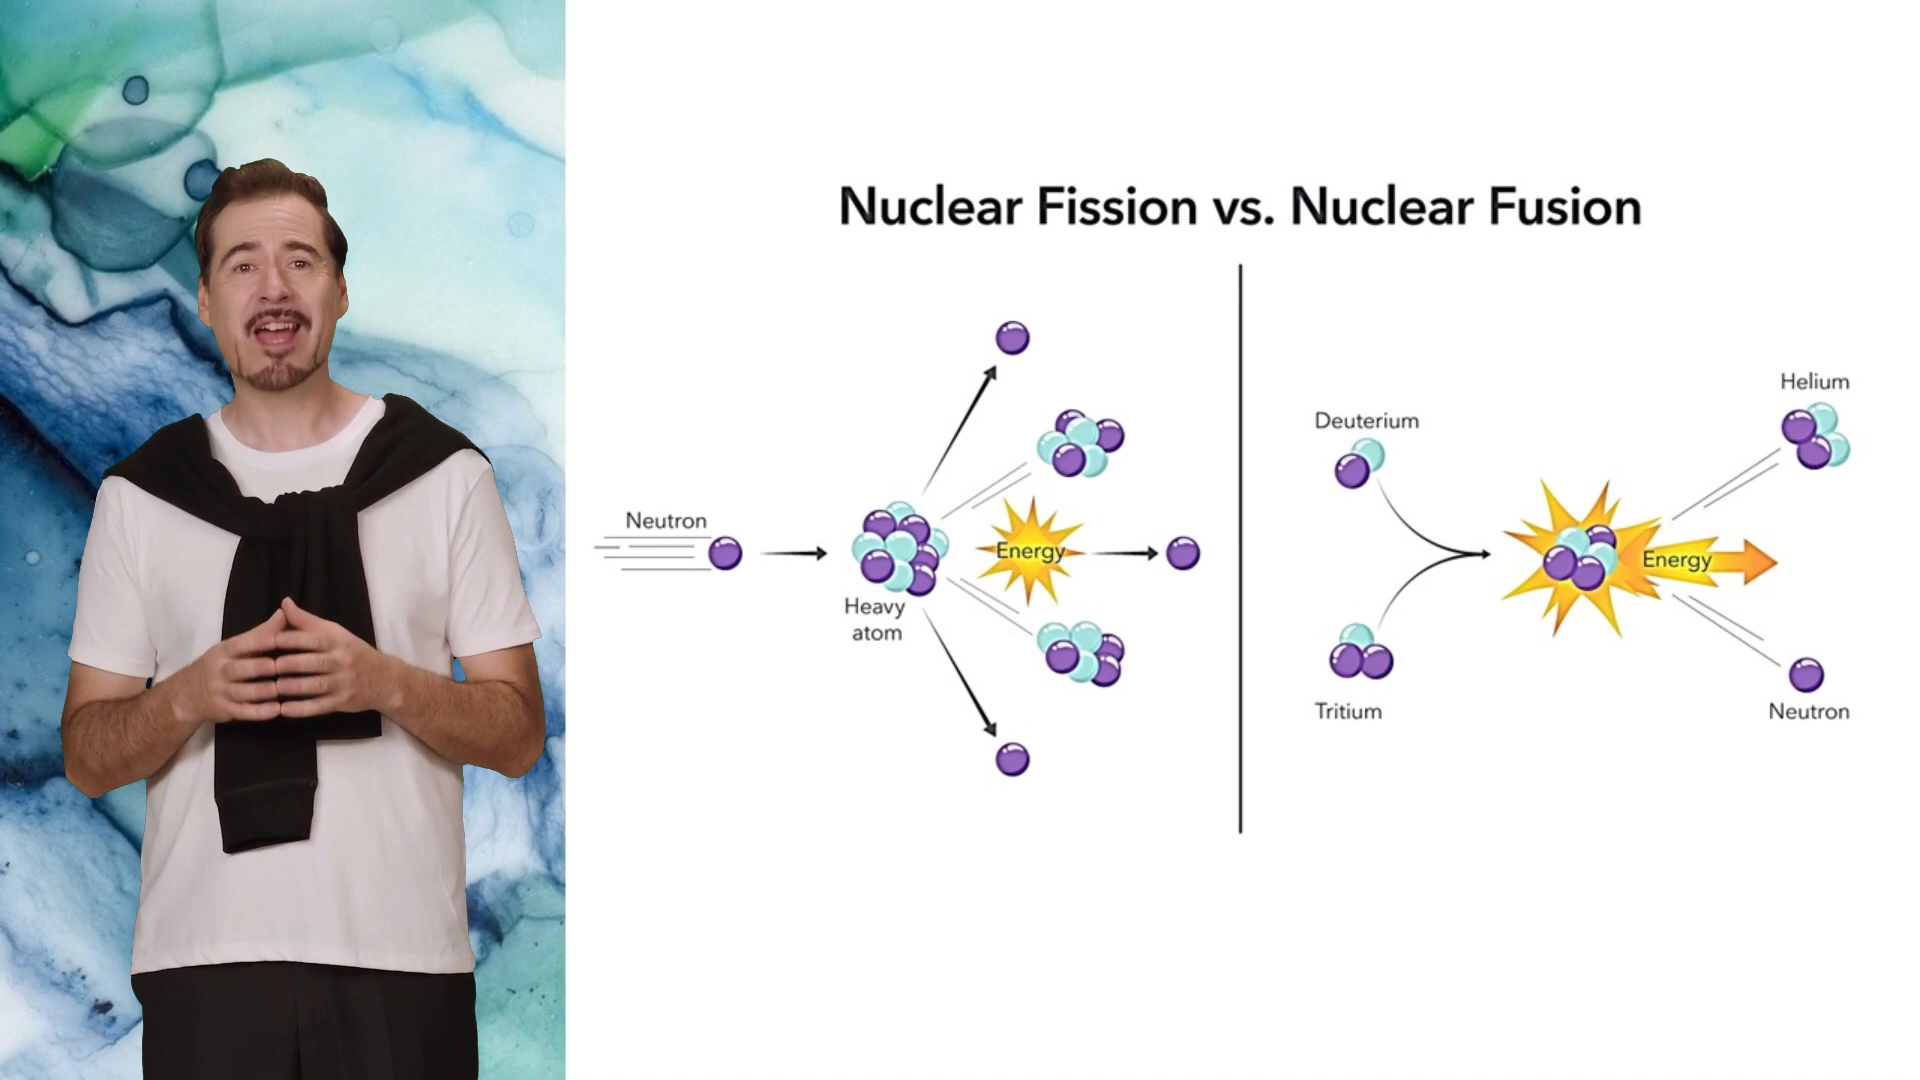 Nuclear Fission vs. Nuclear Fusion
Neutron
Heavy
atom
Energy
Deuterium
Tritium
Energy
Helium
Neutron